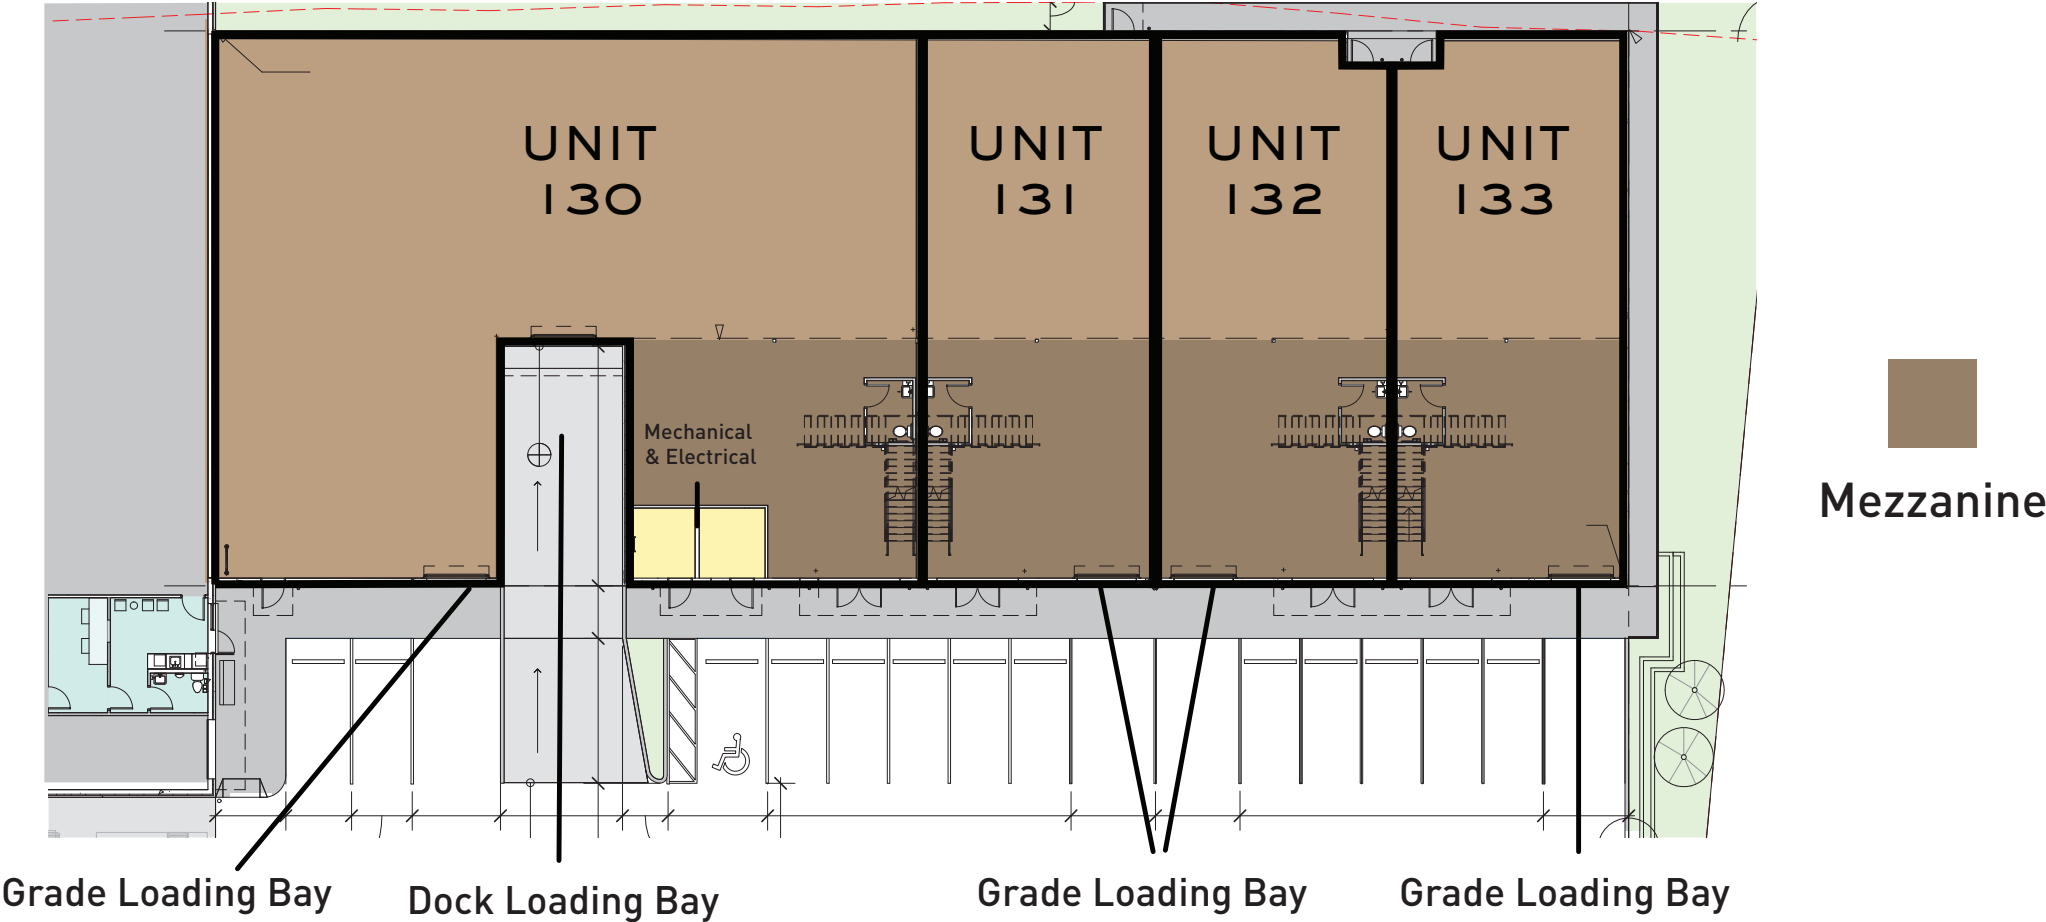 UNIT
130
UNIT
131
UNIT
132
UNIT
133
Mechanical
& Electrical
Mezzanine
Grade Loading Bay
Dock Loading Bay
Grade Loading Bay
Grade Loading Bay